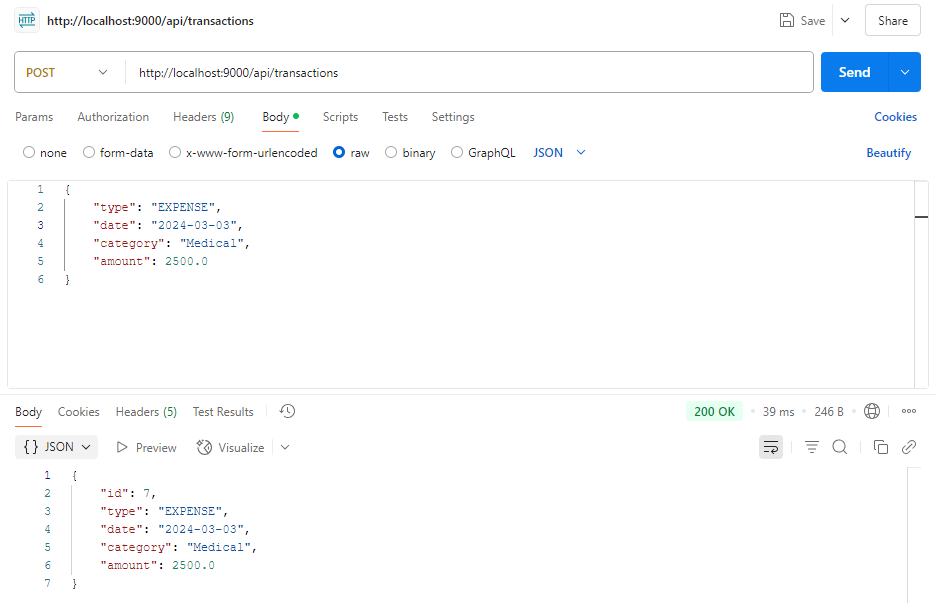 HTTP http://localhost:9000/api/transactions Save Share
POST http://localhost:9000/api/transactions Send
Params Authorization Headers (9) Body Scripts Tests Settings Cookies
none form-data x-www-form-urlencoded raw binary GraphQL JSON Beautify
1 {
2 "type": "EXPENSE",
3 "date": "2024-03-03",
4 "category": "Medical",
5 "amount": 2500.0
6 }
Body Cookies Headers (5) Test Results 200 OK • 39 ms • 246 B
{} JSON Preview Visualize
1 {
2 "id": 7,
3 "type": "EXPENSE",
4 "date": "2024-03-03",
5 "category": "Medical",
6 "amount": 2500.0
7 }